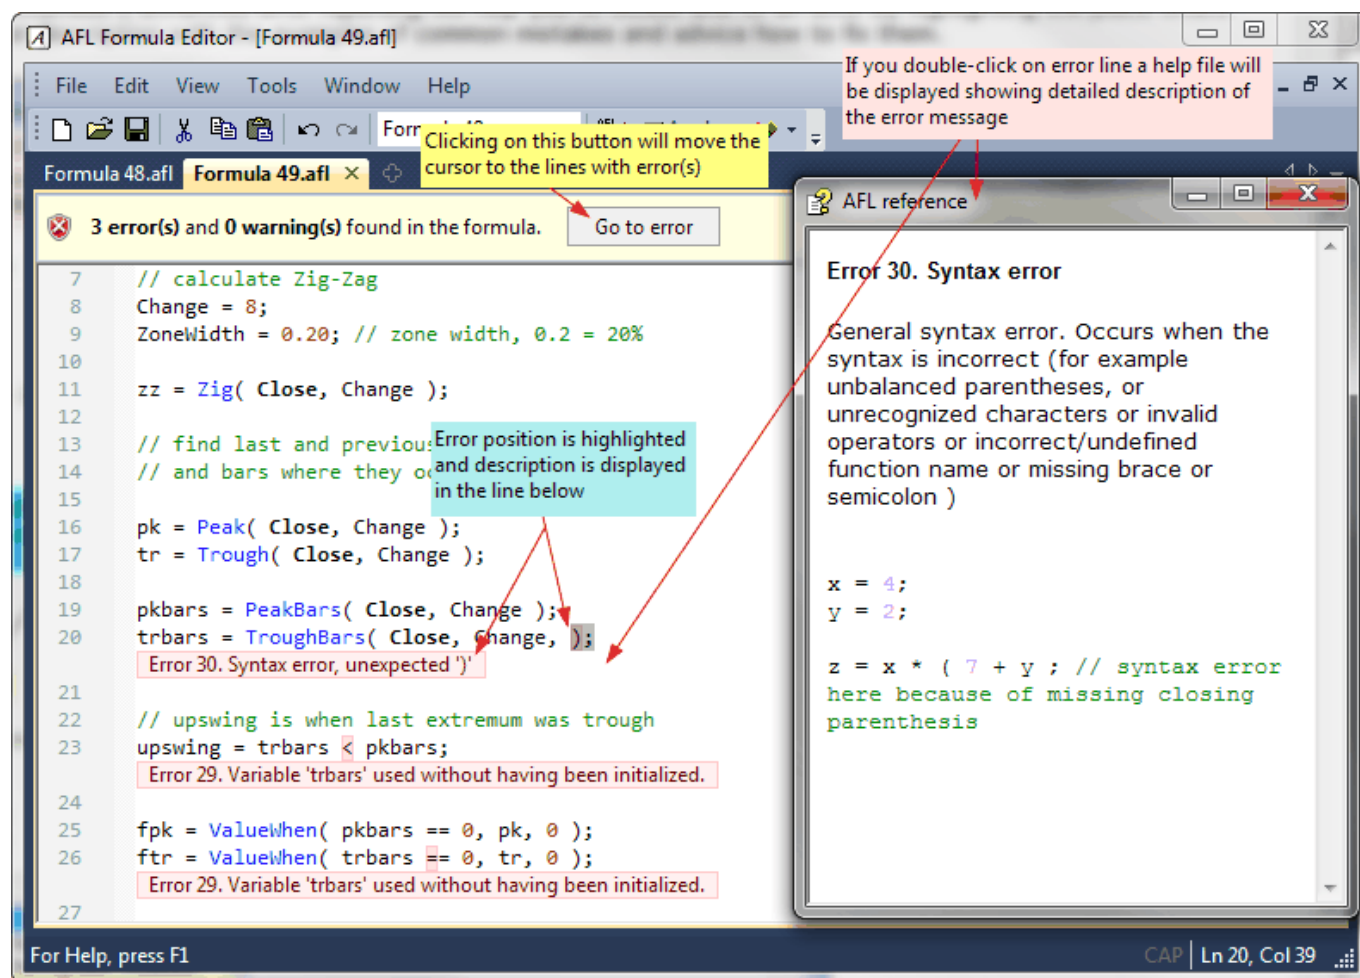 common mistakes and advice how to fix them.
AFL Formula Editor - [Formula 49.afl]
If you double-click on error line a help file will
be displayed showing detailed description of
the error message
File Edit View Tools Window Help
Clicking on this button will move the
cursor to the lines with error(s)
Formula 48.afl Formula 49.afl
3 error(s) and 0 warning(s) found in the formula. Go to error
7 // calculate Zig-Zag
8 Change = 8;
9 ZoneWidth = 0.20; // zone width, 0.2 = 20%
10
11 zz = Zig( Close, Change );
12
13 // find last and previous
14 // and bars where they
15
16 pk = Peak( Close, Change );
17 tr = Trough( Close, Change );
18
19 pkbars = PeakBars( Close, Change );
20 trbars = TroughBars( Close, Change, );
Error 30. Syntax error, unexpected ')'
21
22 // upswing is when last extremum was trough
23 upswing = trbars < pkbars;
Error 29. Variable 'trbars' used without having been initialized.
24
25 fpk = ValueWhen( pkbars == 0, pk, 0 );
26 ftr = ValueWhen( trbars == 0, tr, 0 );
Error 29. Variable 'trbars' used without having been initialized.
27
Error position is highlighted
and description is displayed
in the line below
AFL reference
Error 30. Syntax error
General syntax error. Occurs when the
syntax is incorrect (for example
unbalanced parentheses, or
unrecognized characters or invalid
operators or incorrect/undefined
function name or missing brace or
semicolon )
x = 4;
y = 2;
z = x * ( 7 + y ; // syntax error
here because of missing closing
parenthesis
For Help, press F1
CAP Ln 20, Col 39